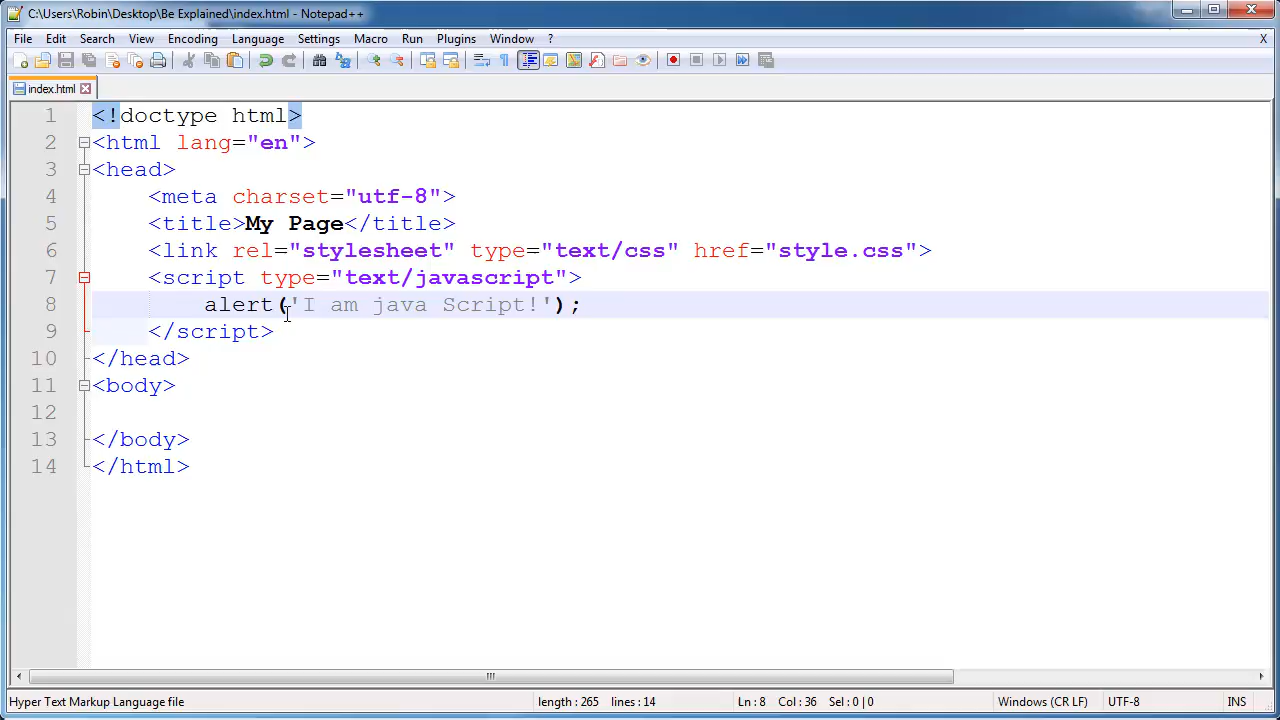 C:\Users\Robin\Desktop\Be Explained\index.html - Notepad++
File Edit Search View Encoding Language Settings Macro Run Plugins Window ? X
index.html
1 <!doctype html>
2 <html lang="en">
3 <head>
4 <meta charset="utf-8">
5 <title>My Page</title>
6 <link rel="stylesheet" type="text/css" href="style.css">
7 <script type="text/javascript">
8 alert('I am java Script!');
9 </script>
10 </head>
11 <body>
12
13 </body>
14 </html>
Hyper Text Markup Language file length : 265 lines : 14 Ln : 8 Col : 36 Sel : 0 | 0 Windows (CR LF) UTF-8 INS